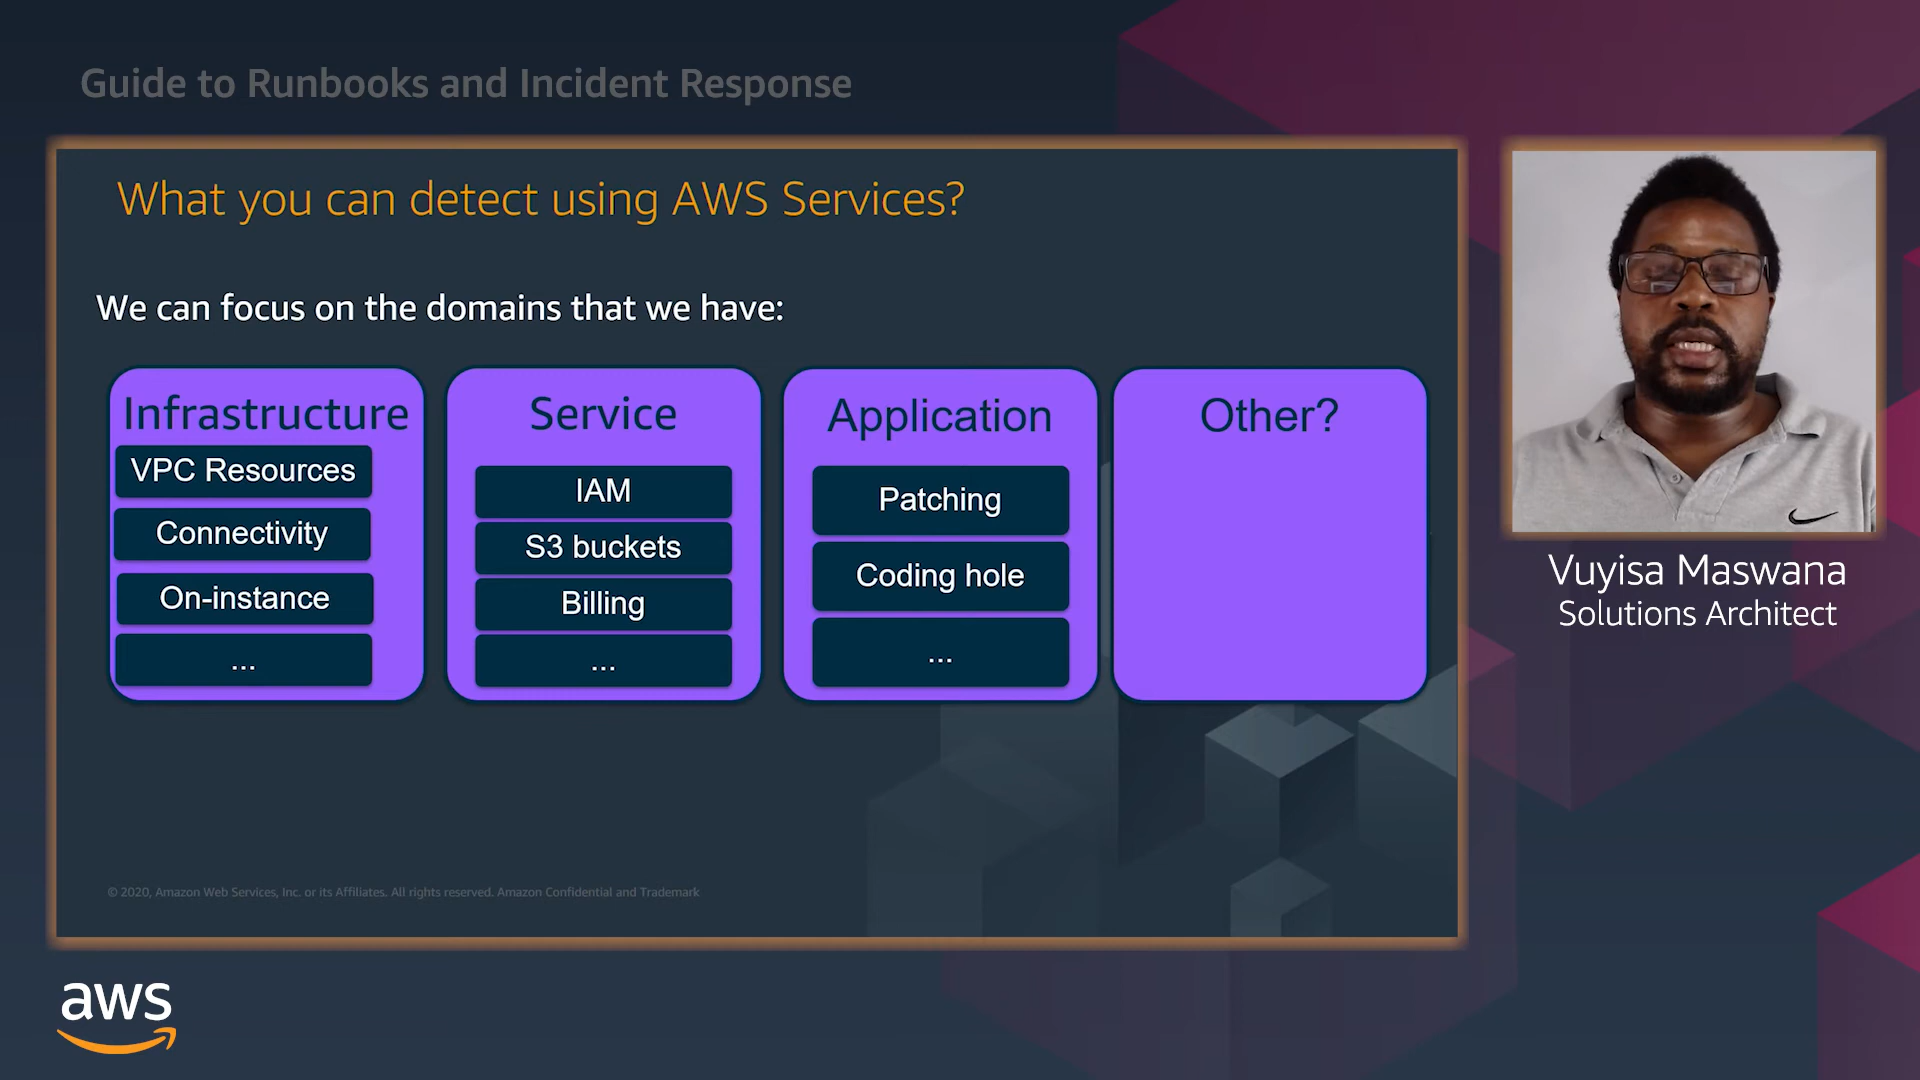 Guide to Runbooks and Incident Response
What you can detect using AWS Services?
We can focus on the domains that we have:
Infrastructure
VPC Resources
Connectivity
On-instance
...
Service
IAM
S3 buckets
Billing
...
Application
Patching
Coding hole
...
Other?
© 2020, Amazon Web Services, Inc. or its Affiliates. All rights reserved. Amazon Confidential and Trademark
Vuyisa Maswana
Solutions Architect
aws